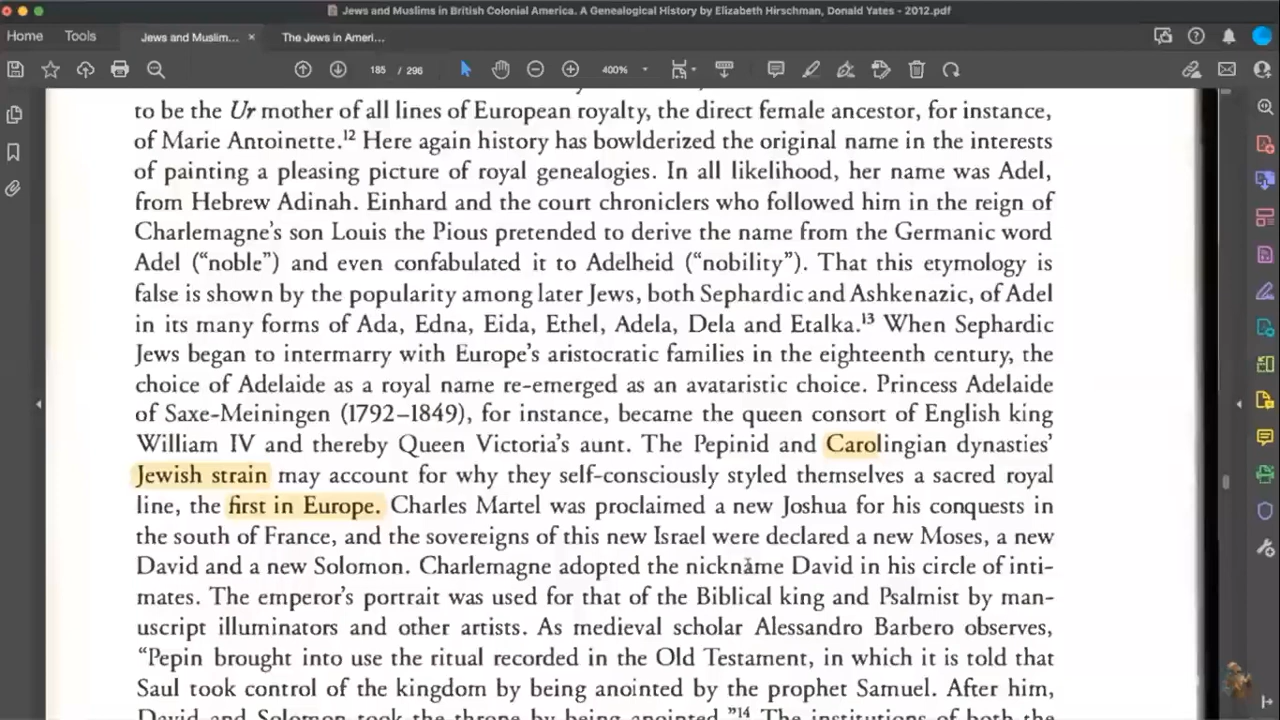 Jews and Muslims in British Colonial America. A Genealogical History by Elizabeth Hirschman, Donald Yates - 2012.pdf
Home Tools Jews and Muslim... × The Jews in Ameri...
185 / 296 400%
to be the Ur mother of all lines of European royalty, the direct female ancestor, for instance,
of Marie Antoinette.12 Here again history has bowlderized the original name in the interests
of painting a pleasing picture of royal genealogies. In all likelihood, her name was Adel,
from Hebrew Adinah. Einhard and the court chroniclers who followed him in the reign of
Charlemagne's son Louis the Pious pretended to derive the name from the Germanic word
Adel ("noble") and even confabulated it to Adelheid ("nobility"). That this etymology is
false is shown by the popularity among later Jews, both Sephardic and Ashkenazic, of Adel
in its many forms of Ada, Edna, Eida, Ethel, Adela, Dela and Etalka.13 When Sephardic
Jews began to intermarry with Europe's aristocratic families in the eighteenth century, the
choice of Adelaide as a royal name re-emerged as an avataristic choice. Princess Adelaide
of Saxe-Meiningen (1792–1849), for instance, became the queen consort of English king
William IV and thereby Queen Victoria's aunt. The Pepinid and Carolingian dynasties'
Jewish strain may account for why they self-consciously styled themselves a sacred royal
line, the first in Europe. Charles Martel was proclaimed a new Joshua for his conquests in
the south of France, and the sovereigns of this new Israel were declared a new Moses, a new
David and a new Solomon. Charlemagne adopted the nickname David in his circle of inti-
mates. The emperor's portrait was used for that of the Biblical king and Psalmist by man-
uscript illuminators and other artists. As medieval scholar Alessandro Barbero observes,
"Pepin brought into use the ritual recorded in the Old Testament, in which it is told that
Saul took control of the kingdom by being anointed by the prophet Samuel. After him,
David and Solomon took the throne by being anointed."14 The institutions of both the